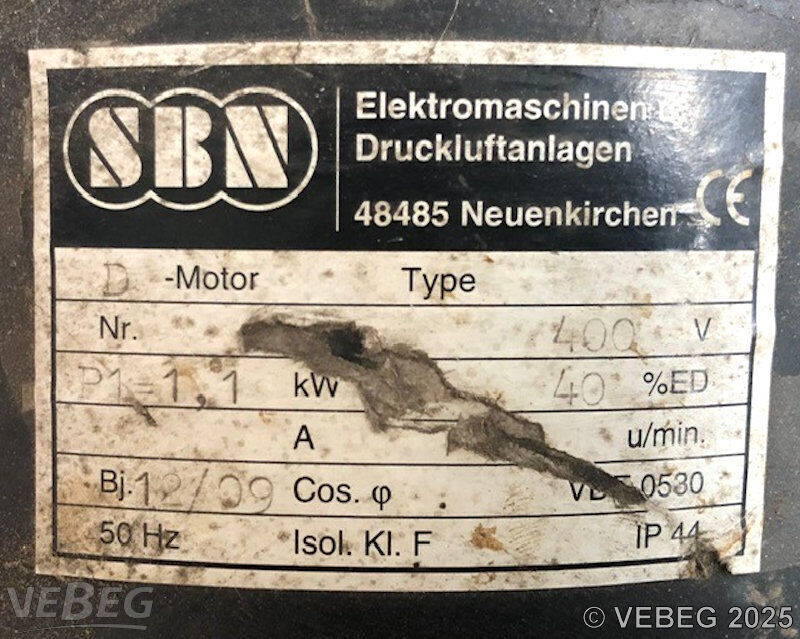 SBN
Elektromaschinen
Druckluftanlagen
48485 Neuenkirchen CE
D -Motor Type
Nr. 400 V
P1=1,1 kW 40 %ED
A u/min.
Bj. 12/09 Cos. φ VDE 0530
50 Hz Isol. Kl. F IP 44
VEBEG
© VEBEG 2025